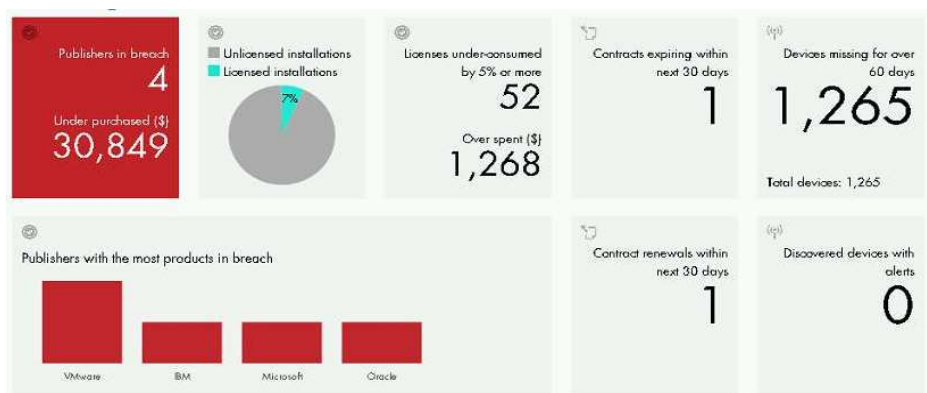 Publishers in breach
4
Under purchased ($)
30,849
Unlicensed installations
Licensed installations
7%
Licenses under-consumed
by 5% or more
52
Over spent ($)
1,268
Contracts expiring within
next 30 days
1
Devices missing for over
60 days
1,265
Total devices: 1,265
Publishers with the most products in breach
VMware
IBM
Microsoft
Oracle
Contract renewals within
next 30 days
1
Discovered devices with
alerts
0